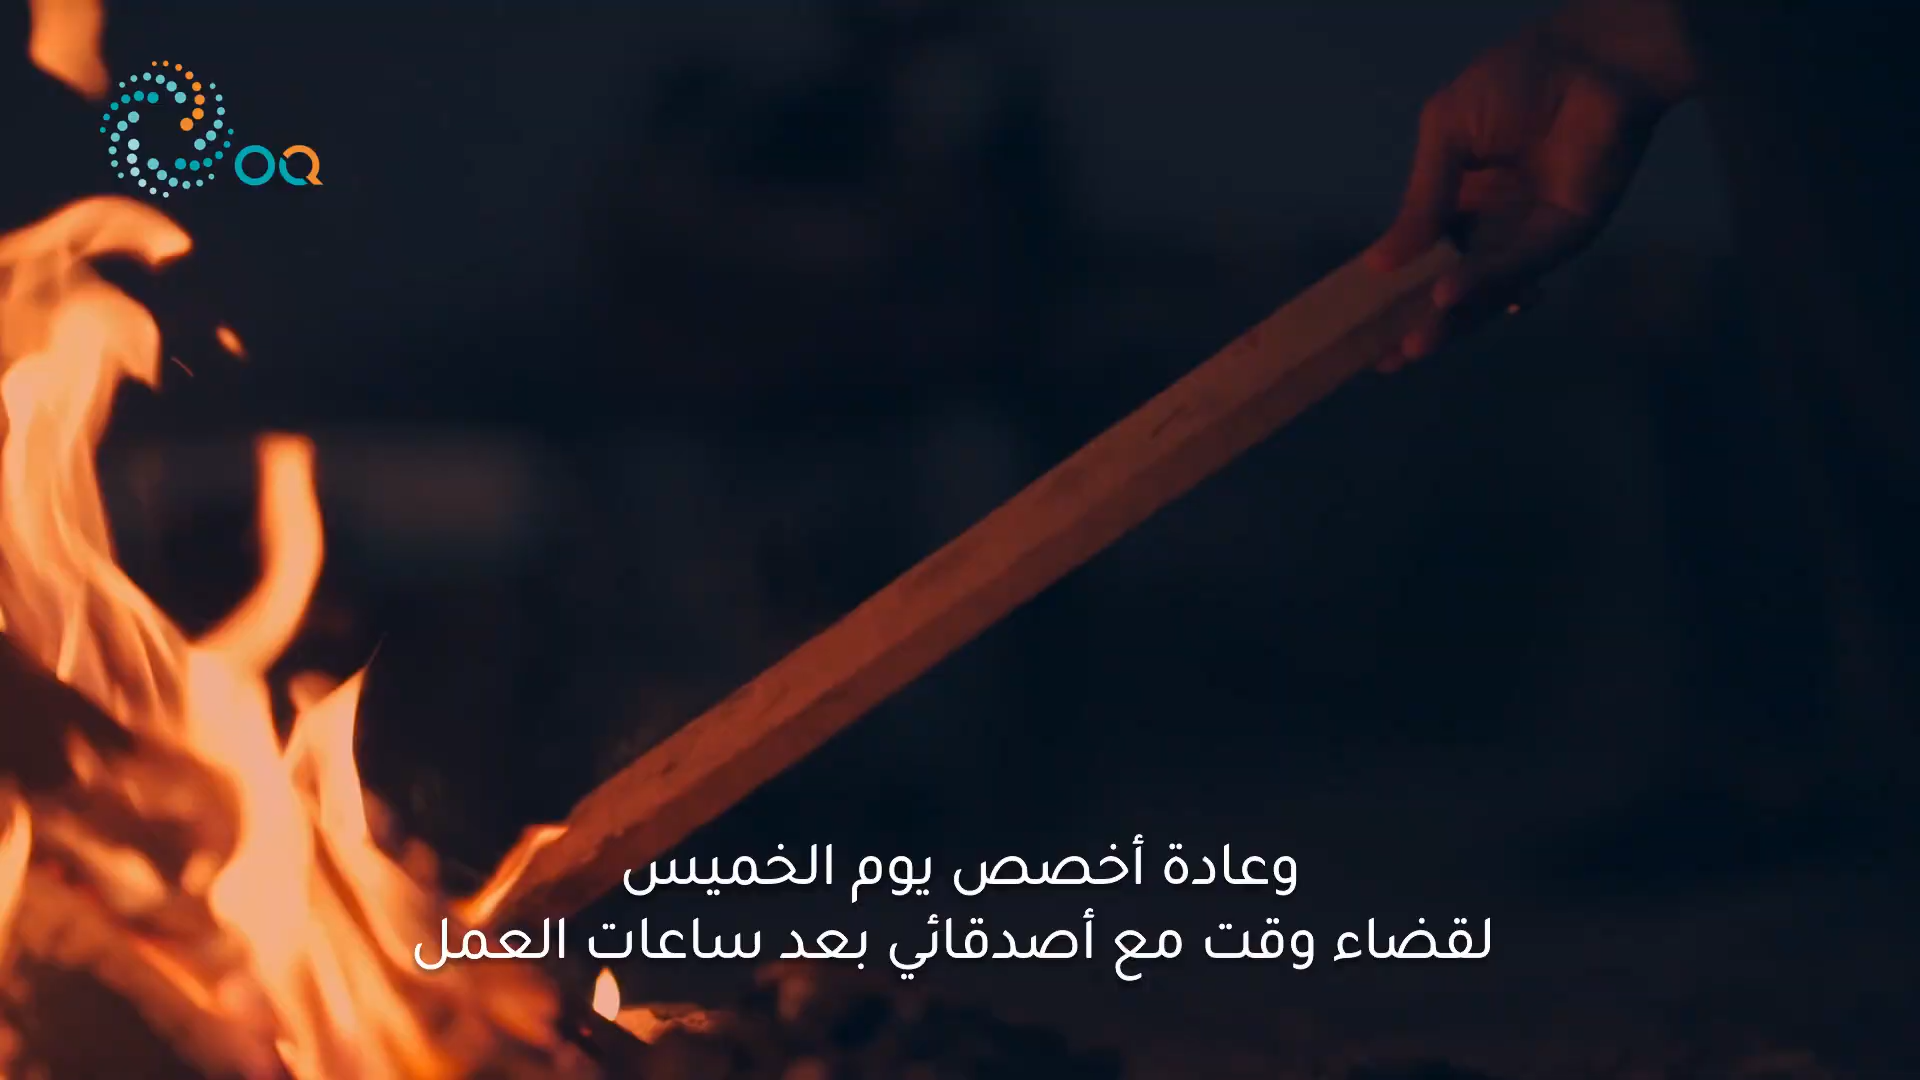 OQ
وعادة أخصص يوم الخميس
لقضاء وقت مع أصدقائي بعد ساعات العمل